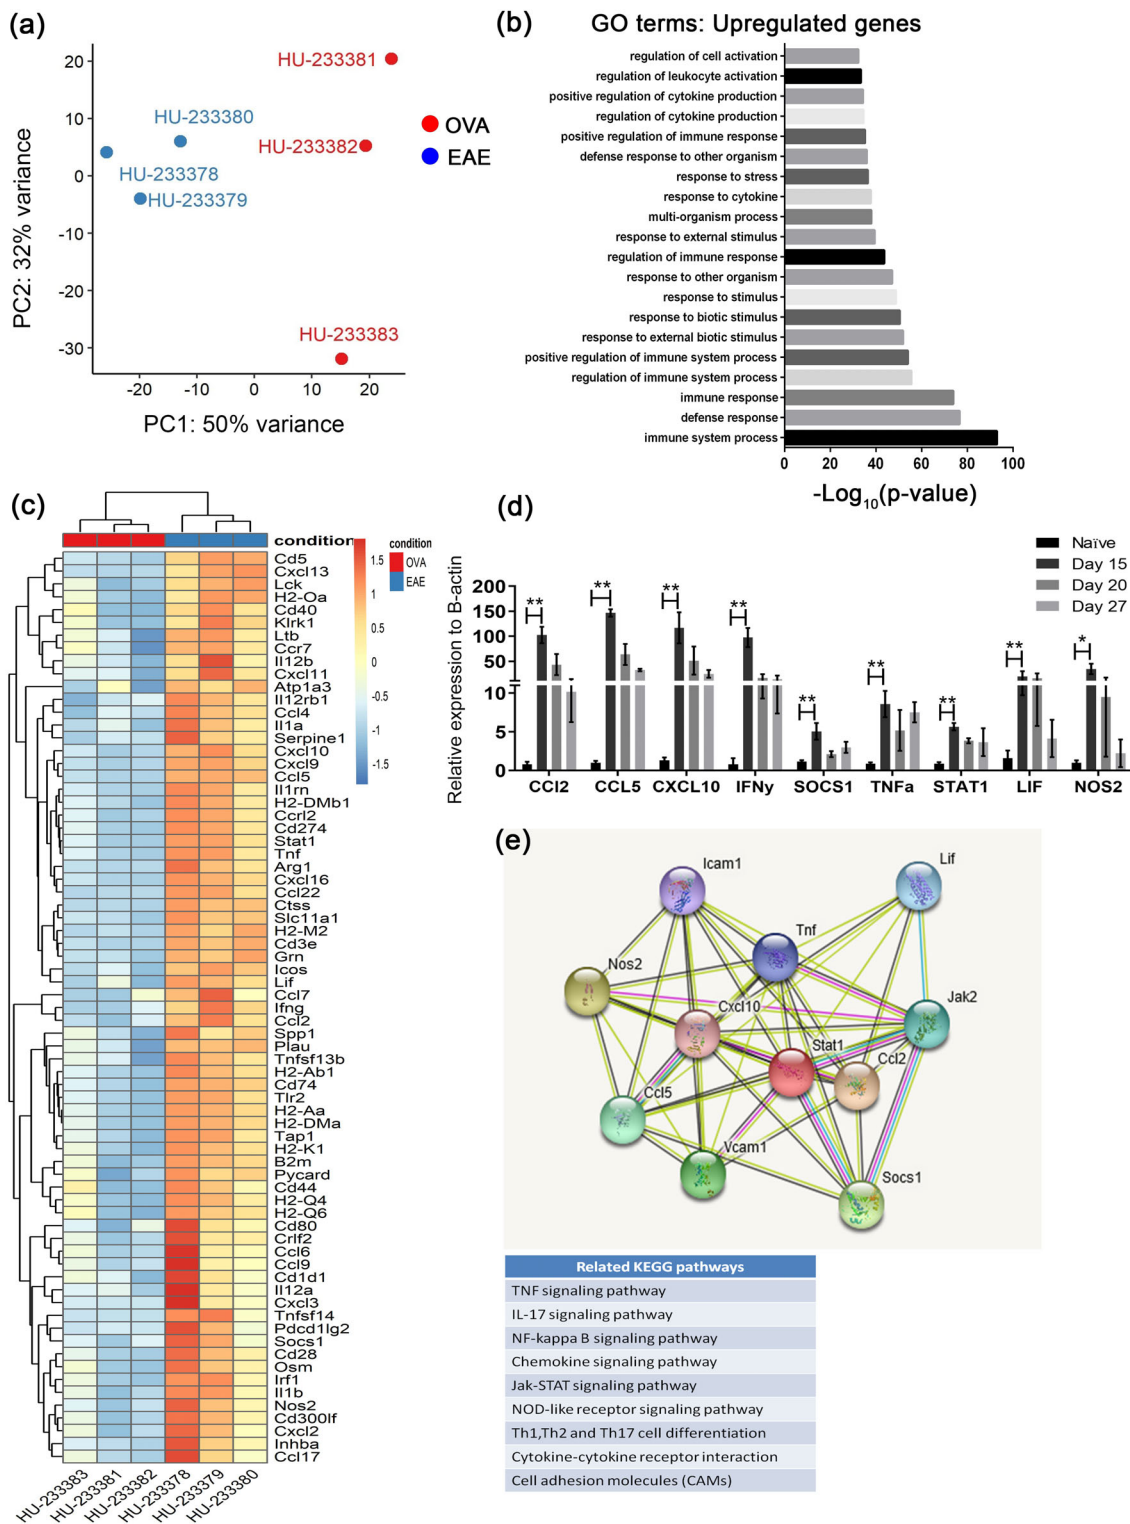 (a)
20
10
0
-10
-20
-30
PC2: 32% variance
HU-233381
HU-233380
HU-233382
HU-233378
HU-233379
HU-233383
OVA
EAE
-20 -10 0 10 20
PC1: 50% variance
(b) GO terms: Upregulated genes
regulation of cell activation
regulation of leukocyte activation
positive regulation of cytokine production
regulation of cytokine production
positive regulation of immune response
defense response to other organism
response to stress
response to cytokine
multi-organism process
response to external stimulus
regulation of immune response
response to other organism
response to stimulus
response to biotic stimulus
response to external biotic stimulus
positive regulation of immune system process
regulation of immune system process
immune response
defense response
immune system process
0 20 40 60 80 100
-Log10(p-value)
(c)
condition
1.5
1
0.5
0
-0.5
-1
-1.5
condition
OVA
EAE
Cd5
Cxcl13
Lck
H2-Oa
Cd40
Klrk1
Ltb
Ccr7
Il12b
Cxcl11
Atp1a3
Il12rb1
Ccl4
Il1a
Serpine1
Cxcl10
Cxcl9
Ccl5
Il1rn
H2-DMb1
Ccrl2
Cd274
Stat1
Tnf
Arg1
Cxcl16
Ccl22
Ctss
Slc11a1
H2-M2
Cd3e
Grn
Icos
Lif
Ccl7
Ifng
Ccl2
Spp1
Plau
Tnfsf13b
H2-Ab1
Cd74
Tlr2
H2-Aa
H2-DMa
Tap1
H2-K1
B2m
Pycard
Cd44
H2-Q4
H2-Q6
Cd80
Crlf2
Ccl6
Ccl9
Cd1d1
Il12a
Cxcl3
Tnfsf14
Pdcd1lg2
Socs1
Cd28
Osm
Irf1
Il1b
Nos2
Cd300lf
Cxcl2
Inhba
Ccl17
HU-233383
HU-233381
HU-233382
HU-233378
HU-233379
HU-233380
(d)
Naïve
Day 15
Day 20
Day 27
Relative expression to B-actin
200
150
100
50
10
5
0
** ** ** ** ** ** ** ** *
CCl2 CCL5 CXCL10 IFNy SOCS1 TNFa STAT1 LIF NOS2
(e)
Icam1
Lif
Tnf
Nos2
Cxcl10
Jak2
Stat1
Ccl2
Ccl5
Vcam1
Socs1
Related KEGG pathways
TNF signaling pathway
IL-17 signaling pathway
NF-kappa B signaling pathway
Chemokine signaling pathway
Jak-STAT signaling pathway
NOD-like receptor signaling pathway
Th1,Th2 and Th17 cell differentiation
Cytokine-cytokine receptor interaction
Cell adhesion molecules (CAMs)